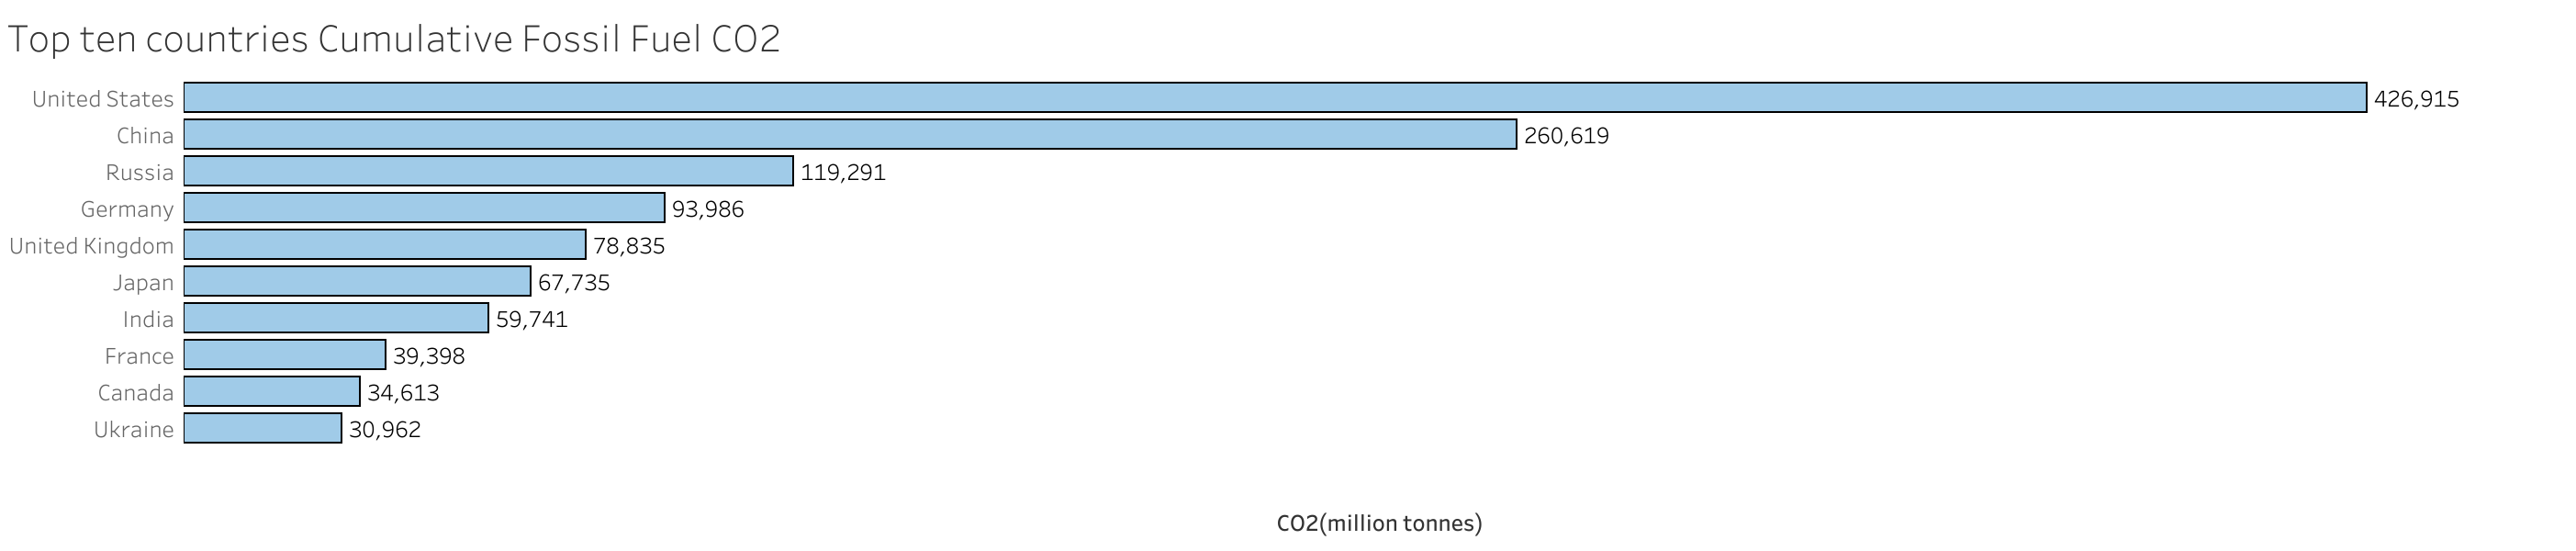 Top ten countries Cumulative Fossil Fuel CO2
United States 426,915
China 260,619
Russia 119,291
Germany 93,986
United Kingdom 78,835
Japan 67,735
India 59,741
France 39,398
Canada 34,613
Ukraine 30,962
CO2(million tonnes)